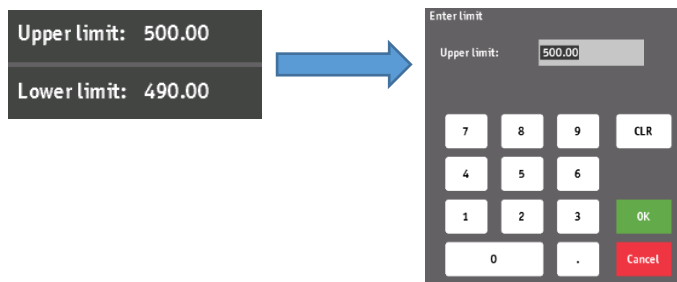 Upper limit: 500.00
Lower limit: 490.00
Enter limit
Upper limit: 500.00
7 8 9 CLR
4 5 6
1 2 3 OK
0 . Cancel